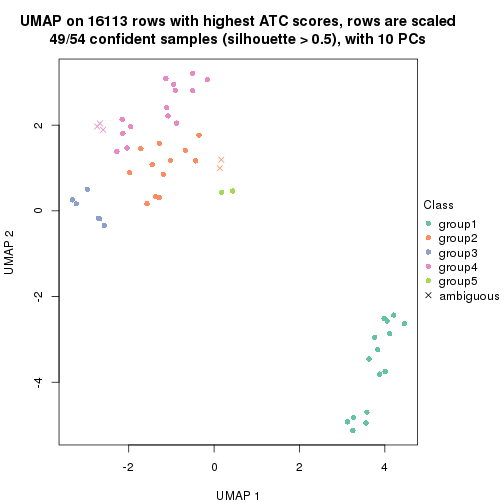 UMAP on 16113 rows with highest ATC scores, rows are scaled
49/54 confident samples (silhouette > 0.5), with 10 PCs
2
0
-2
-4
UMAP 2
-2
0
2
4
UMAP 1
Class
group1
group2
group3
group4
group5
ambiguous